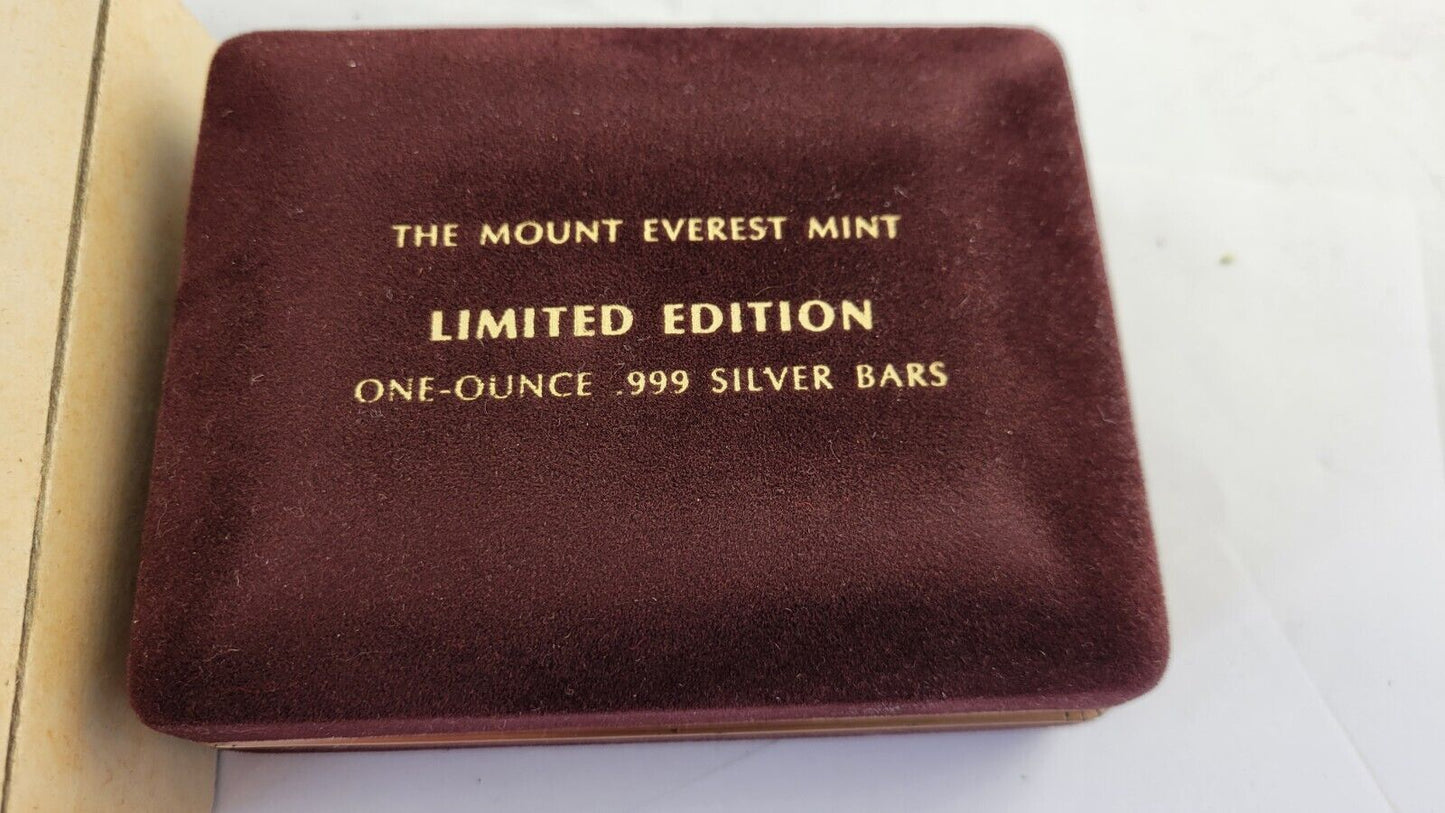 THE MOUNT EVEREST MINT
LIMITED EDITION
ONE-OUNCE .999 SILVER BARS